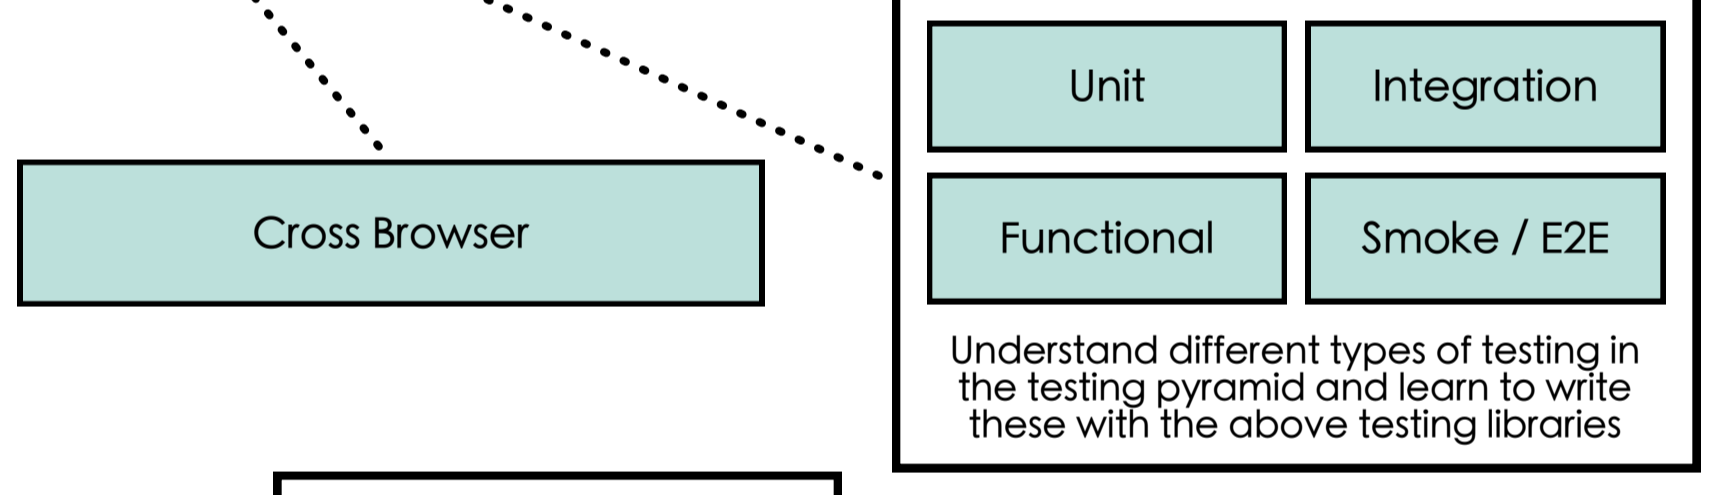 Unit
Integration
Cross Browser
Functional
Smoke / E2E
Understand different types of testing in
the testing pyramid and learn to write
these with the above testing libraries